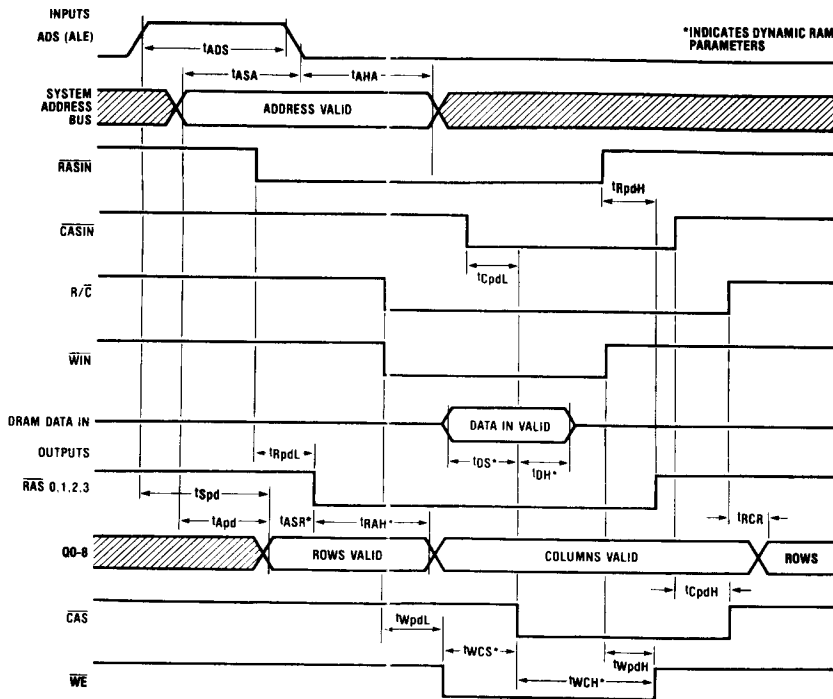 INPUTS
ADS (ALE)
*INDICATES DYNAMIC RAM
PARAMETERS
tADS
tASA
tAHA
SYSTEM
ADDRESS
BUS
ADDRESS VALID
RASIN
tRpdH
CASIN
tCpdL
R/C
WIN
DRAM DATA IN
DATA IN VALID
OUTPUTS
tRpdL
tDS*
tDH*
RAS 0,1,2,3
tSpd
tApd
tASR*
tRAH*
tRCR
Q0-8
ROWS VALID
COLUMNS VALID
ROWS
tCpdH
CAS
tWpdL
tWCS*
tWpdH
tWCH*
WE